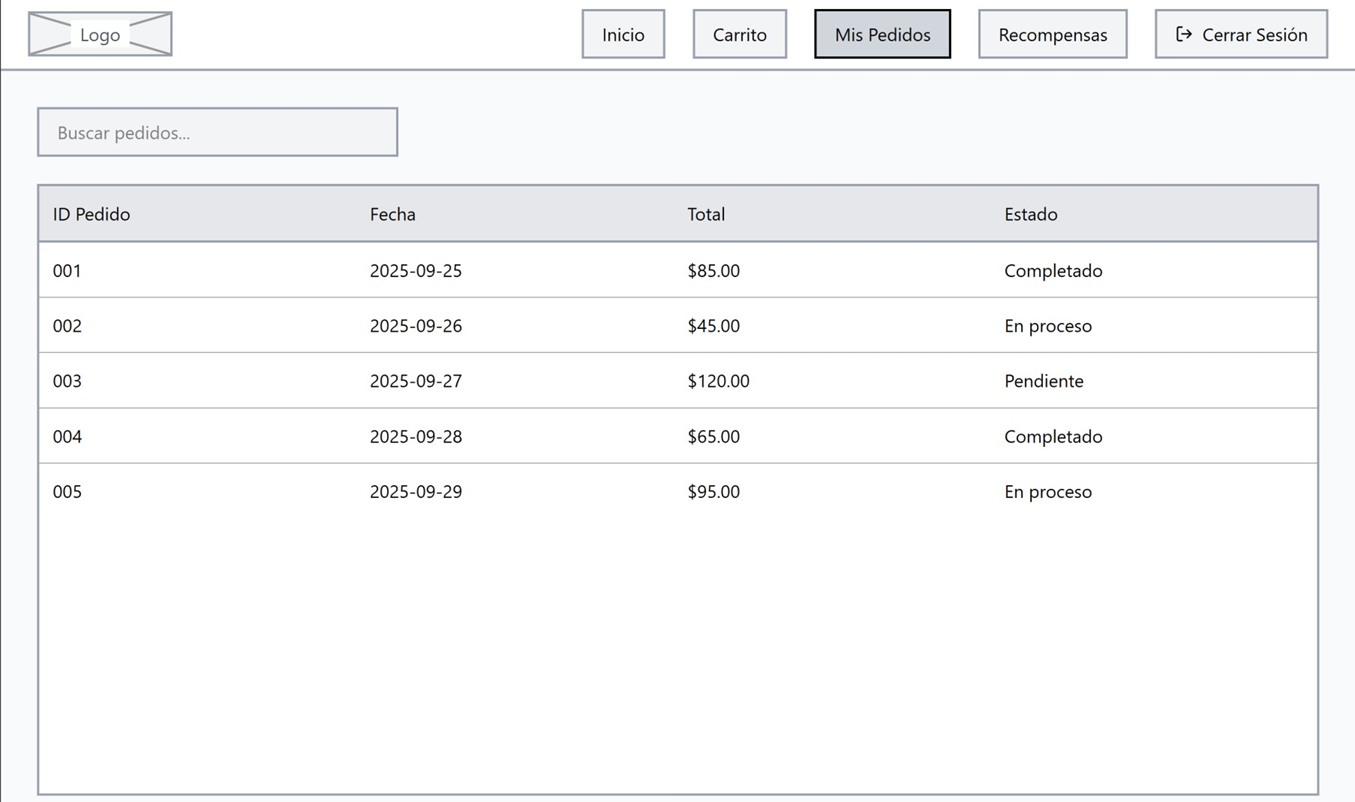 Logo Inicio Carrito Mis Pedidos Recompensas Cerrar Sesión
Buscar pedidos...
ID Pedido Fecha Total Estado
001 2025-09-25 $85.00 Completado
002 2025-09-26 $45.00 En proceso
003 2025-09-27 $120.00 Pendiente
004 2025-09-28 $65.00 Completado
005 2025-09-29 $95.00 En proceso